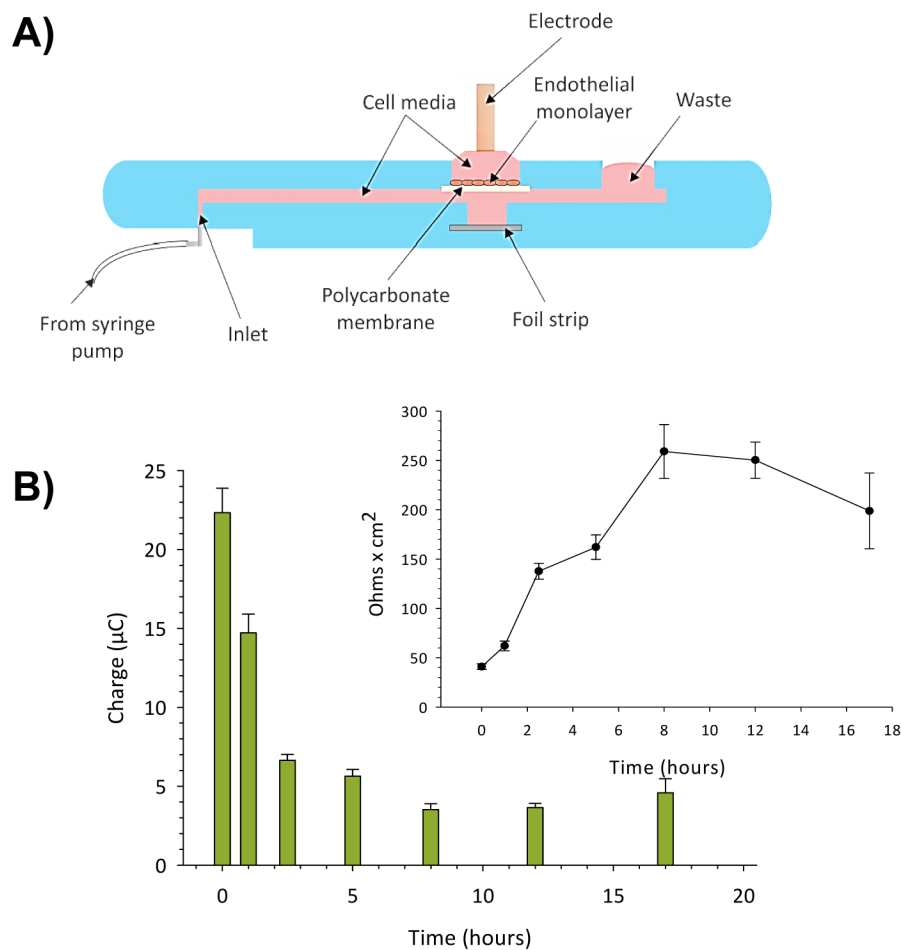 A)
Electrode
Cell media
Endothelial
monolayer
Waste
From syringe
pump
Inlet
Polycarbonate
membrane
Foil strip
B)
Charge (µC)
25
20
15
10
5
0
0 5 10 15 20
Time (hours)
Ohms x cm²
300
250
200
150
100
50
0
0 2 4 6 8 10 12 14 16 18
Time (hours)